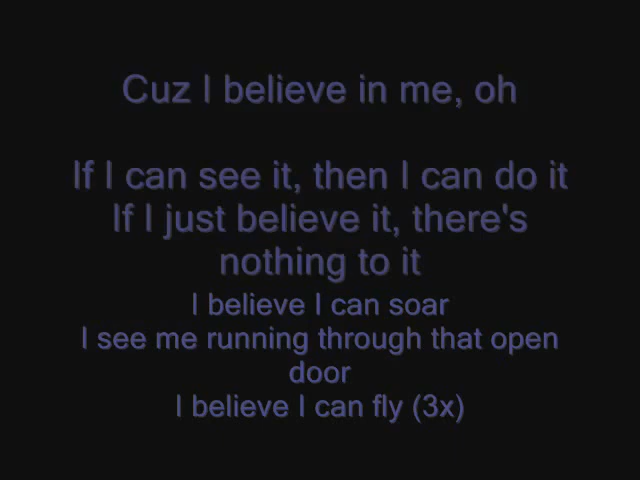 Cuz I believe in me, oh
If I can see it, then I can do it
If I just believe it, there's
nothing to it
I believe I can soar
I see me running through that open
door
I believe I can fly (3x)